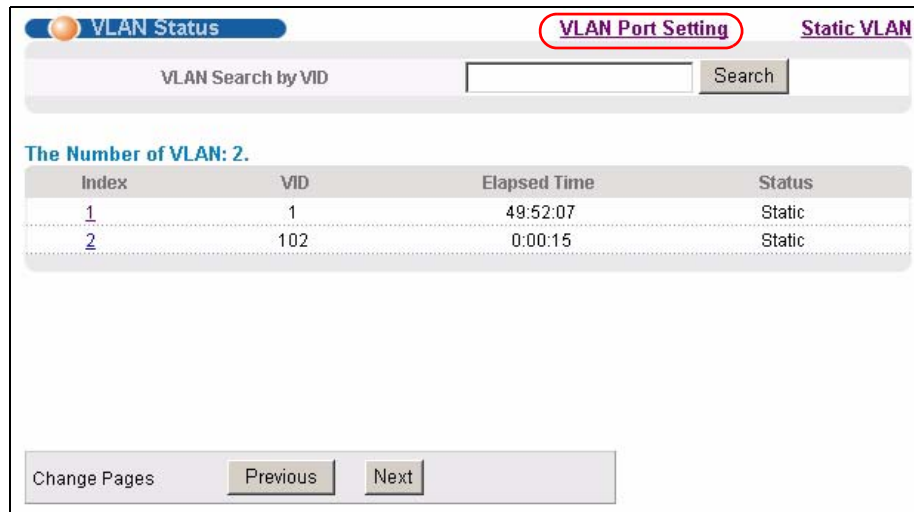 VLAN Status VLAN Port Setting Static VLAN
VLAN Search by VID Search
The Number of VLAN: 2.
Index VID Elapsed Time Status
1 1 49:52:07 Static
2 102 0:00:15 Static
Change Pages Previous Next